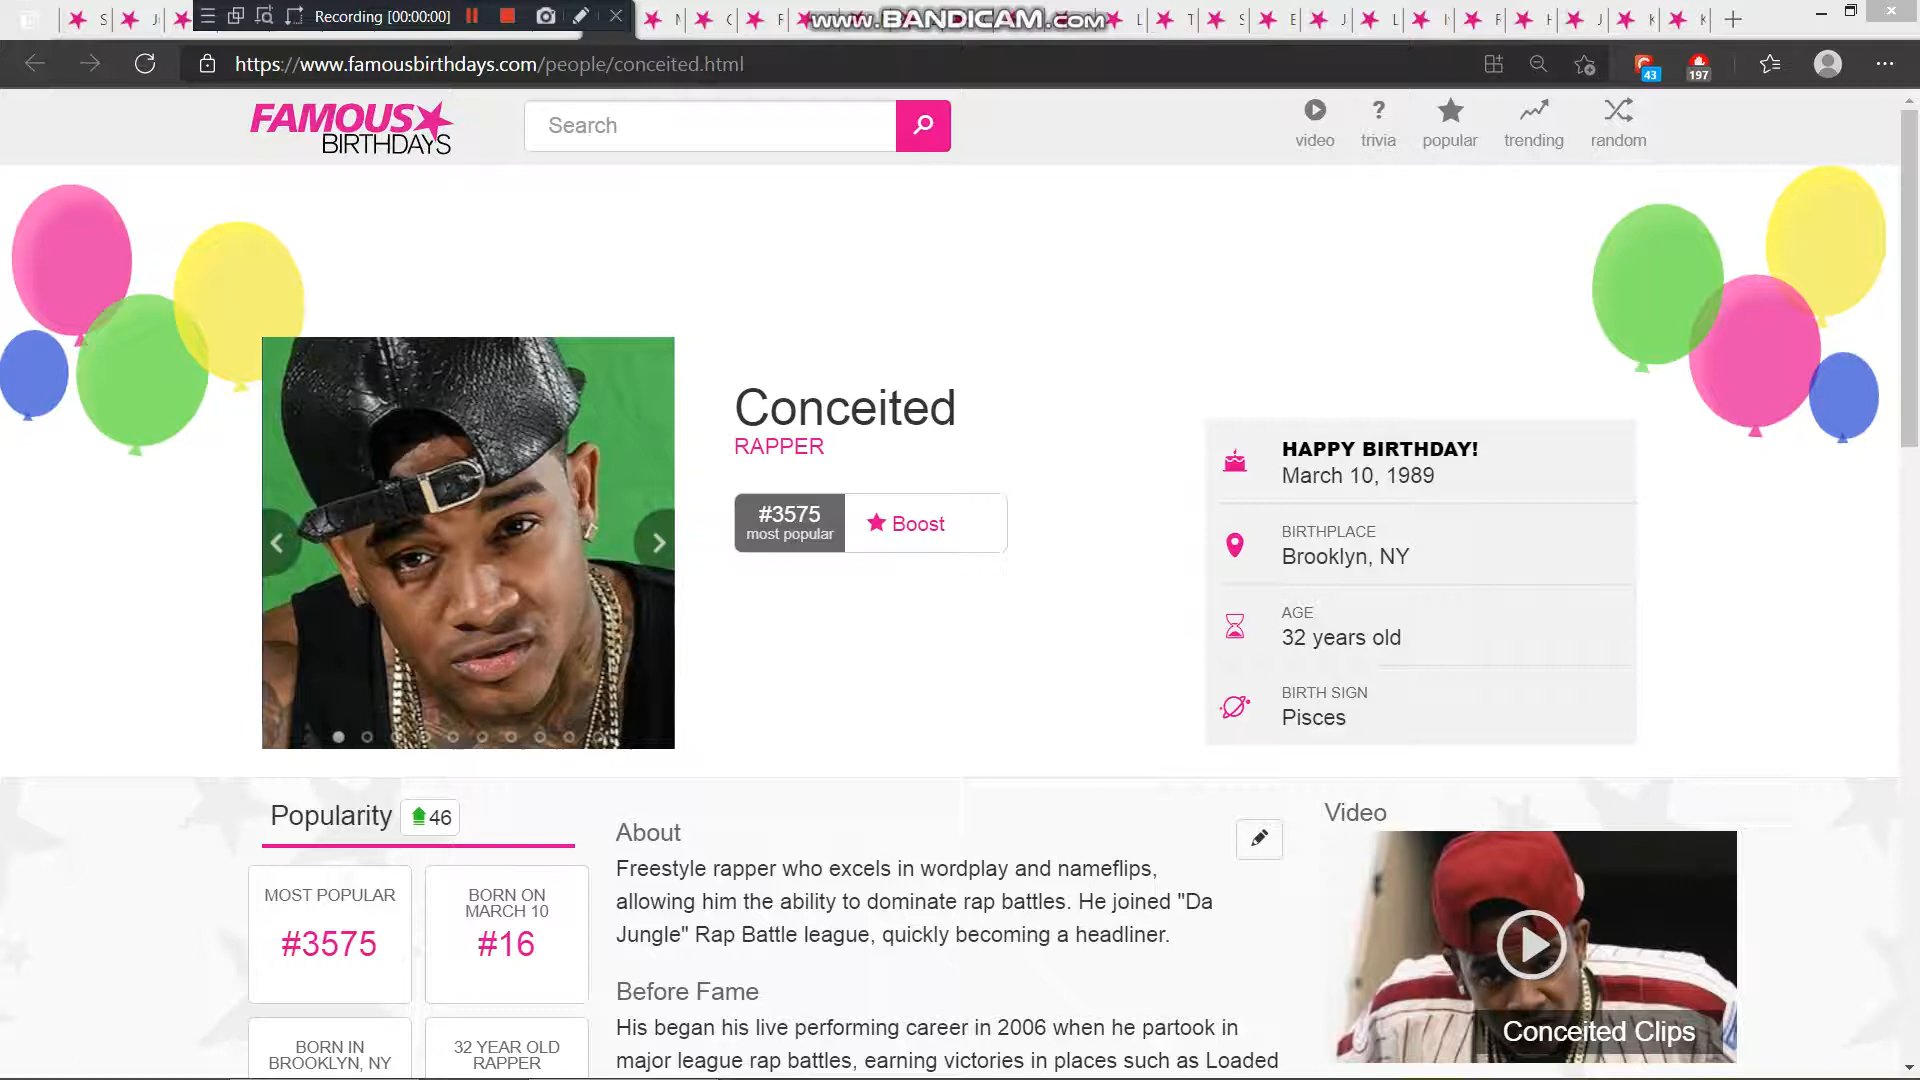 Recording [00:00:00]
www.BANDICAM.com
https://www.famousbirthdays.com/people/conceited.html
43
197
FAMOUS
BIRTHDAYS
Search
video
trivia
popular
trending
random
Conceited
RAPPER
#3575
most popular
Boost
HAPPY BIRTHDAY!
March 10, 1989
BIRTHPLACE
Brooklyn, NY
AGE
32 years old
BIRTH SIGN
Pisces
Popularity
46
MOST POPULAR
#3575
BORN ON
MARCH 10
#16
BORN IN
BROOKLYN, NY
32 YEAR OLD
RAPPER
About
Freestyle rapper who excels in wordplay and nameflips,
allowing him the ability to dominate rap battles. He joined "Da
Jungle" Rap Battle league, quickly becoming a headliner.
Before Fame
His began his live performing career in 2006 when he partook in
major league rap battles, earning victories in places such as Loaded
Video
Conceited Clips